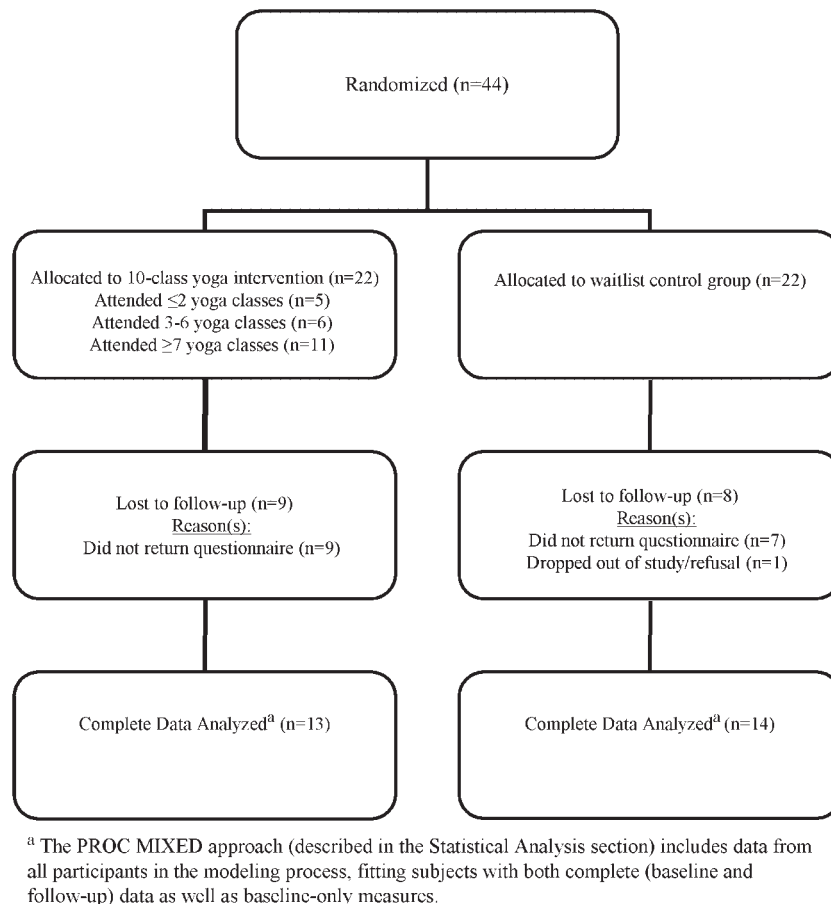 Randomized (n=44)
Allocated to 10-class yoga intervention (n=22)
Attended ≤2 yoga classes (n=5)
Attended 3-6 yoga classes (n=6)
Attended ≥7 yoga classes (n=11)
Allocated to waitlist control group (n=22)
Lost to follow-up (n=9)
Reason(s):
Did not return questionnaire (n=9)
Lost to follow-up (n=8)
Reason(s):
Did not return questionnaire (n=7)
Dropped out of study/refusal (n=1)
Complete Data Analyzedᵃ (n=13)
Complete Data Analyzedᵃ (n=14)
ᵃ The PROC MIXED approach (described in the Statistical Analysis section) includes data from
all participants in the modeling process, fitting subjects with both complete (baseline and
follow-up) data as well as baseline-only measures.